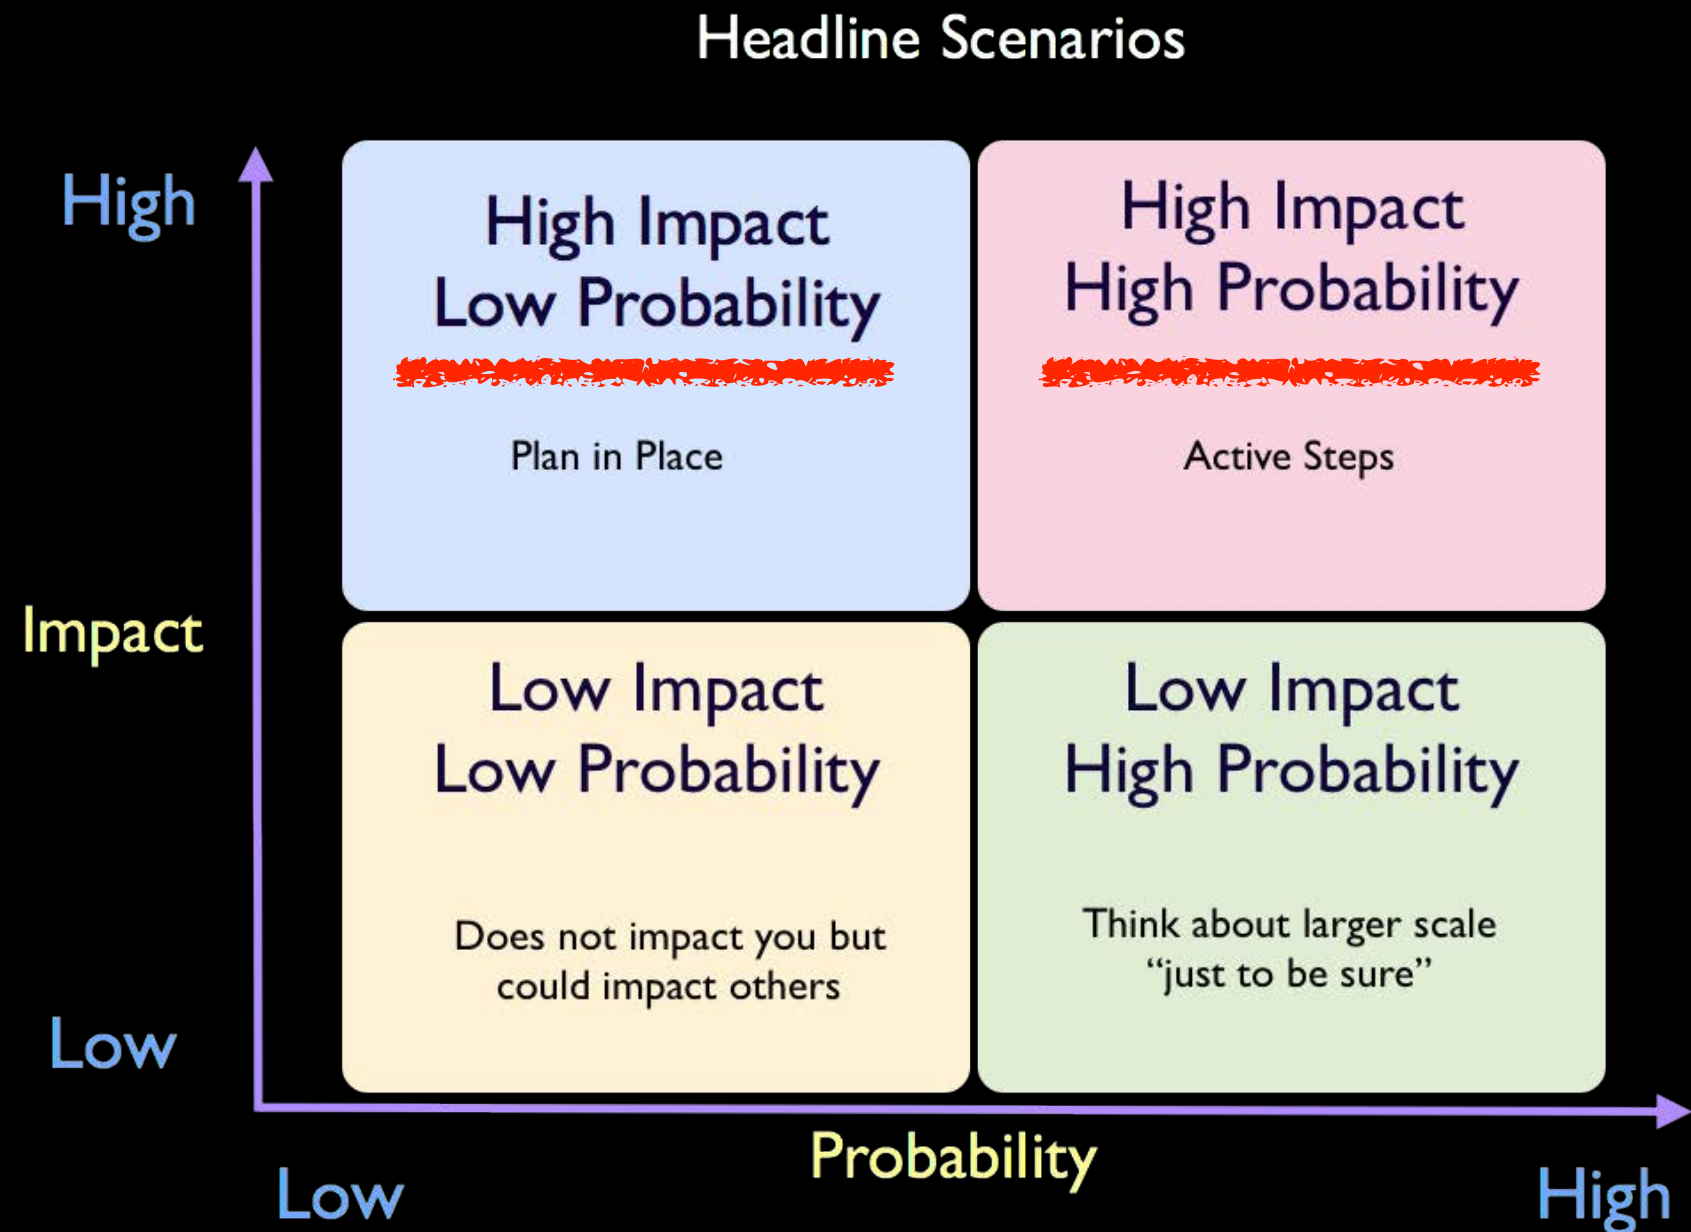 Headline Scenarios
High
High Impact
Low Probability
Plan in Place
High Impact
High Probability
Active Steps
Impact
Low Impact
Low Probability
Does not impact you but
could impact others
Low Impact
High Probability
Think about larger scale
“just to be sure”
Low
Probability
Low
High